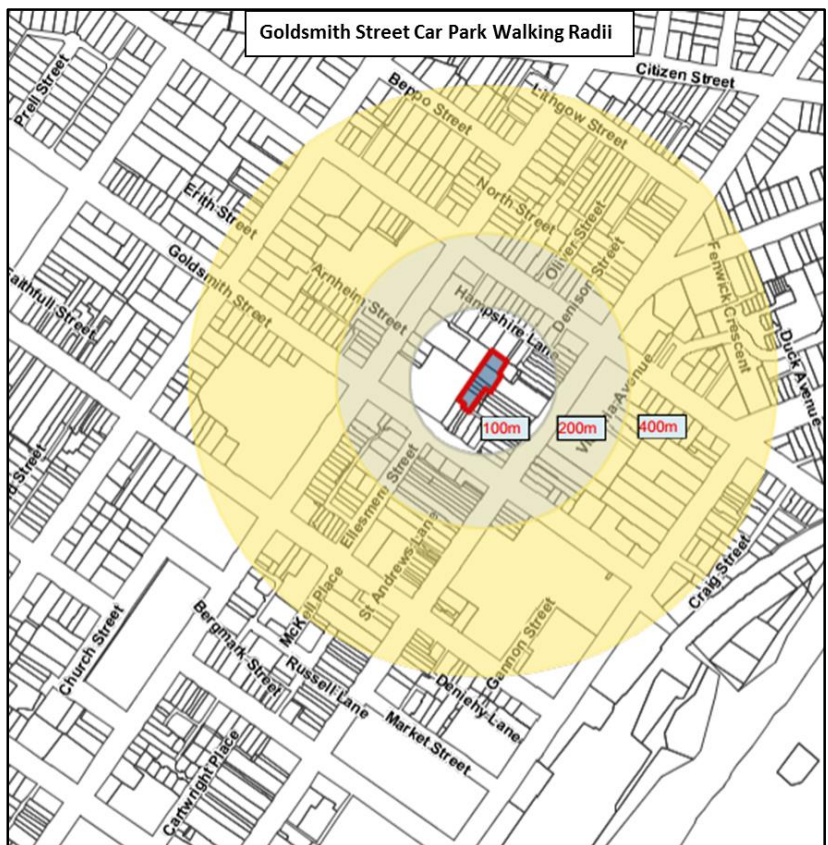 Goldsmith Street Car Park Walking Radii
Citizen Street
Prell Street
Beppo Street
Lithgow Street
North Street
Erith Street
Oliver Street
Goldsmith Street
Arnheim Street
Denison Street
Fenwick Crescent
Faithfull Street
Hampshire Lane
Duck Avenue
Avenue
100m
200m
400m
Ellesmere Street
Street
St Andrews Lane
Craig Street
McKell Place
Church Street
Bergmark Street
Gannon Street
Russell Lane
Denlehy Lane
Market Street
Cartwright Place